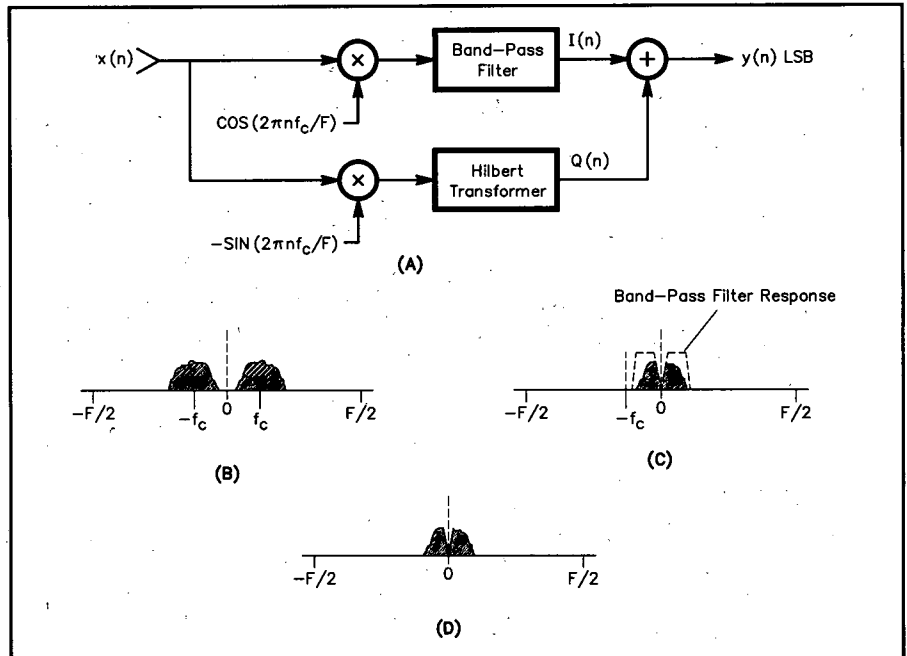 x(n)
×
Band-Pass
Filter
I(n)
+
y(n) LSB
COS(2πnf_c/F)
×
Hilbert
Transformer
Q(n)
-SIN(2πnf_c/F)
(A)
Band-Pass Filter Response
-F/2
-f_c
0
f_c
F/2
(B)
-F/2
-f_c
0
F/2
(C)
-F/2
0
F/2
(D)